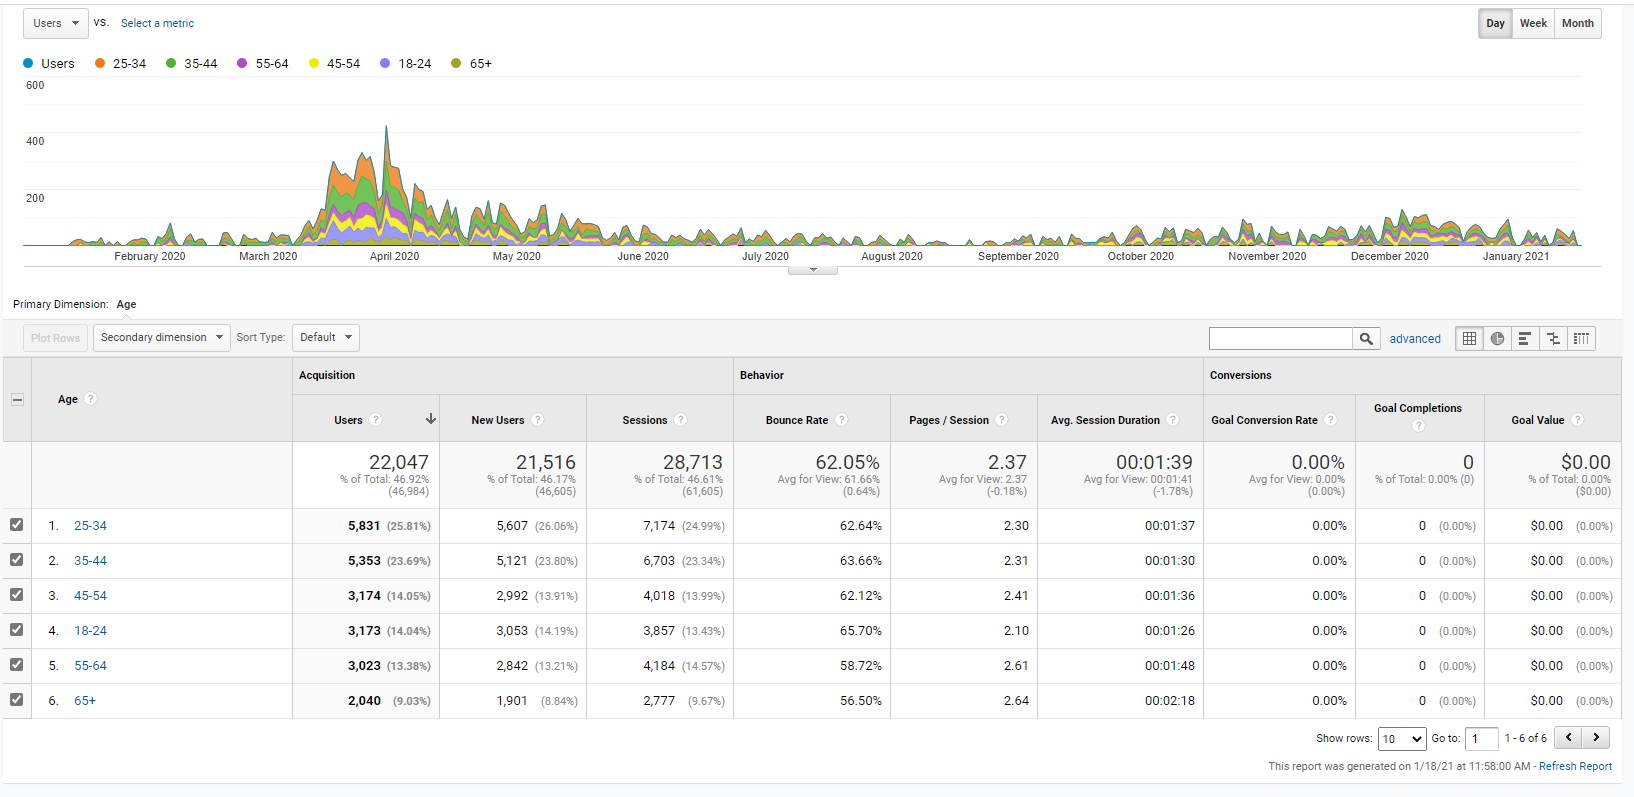 Users vs. Select a metric Day Week Month
Users 25-34 35-44 55-64 45-54 18-24 65+
600
400
200
February 2020 March 2020 April 2020 May 2020 June 2020 July 2020 August 2020 September 2020 October 2020 November 2020 December 2020 January 2021
Primary Dimension: Age
Plot Rows Secondary dimension Sort Type: Default advanced
Acquisition Behavior Conversions
Age ? Users ? New Users ? Sessions ? Bounce Rate ? Pages / Session ? Avg. Session Duration ? Goal Conversion Rate ? Goal Completions ? Goal Value ?
22,047 21,516 28,713 62.05% 2.37 00:01:39 0.00% 0 $0.00
% of Total: 46.92% % of Total: 46.17% % of Total: 46.61% Avg for View: 61.66% Avg for View: 2.37 Avg for View: 00:01:41 Avg for View: 0.00% % of Total: 0.00% (0) % of Total: 0.00%
(46,984) (46,605) (61,605) (0.64%) (-0.18%) (-1.78%) (0.00%) ($0.00)
1. 25-34 5,831 (25.81%) 5,607 (26.06%) 7,174 (24.99%) 62.64% 2.30 00:01:37 0.00% 0 (0.00%) $0.00 (0.00%)
2. 35-44 5,353 (23.69%) 5,121 (23.80%) 6,703 (23.34%) 63.66% 2.31 00:01:30 0.00% 0 (0.00%) $0.00 (0.00%)
3. 45-54 3,174 (14.05%) 2,992 (13.91%) 4,018 (13.99%) 62.12% 2.41 00:01:36 0.00% 0 (0.00%) $0.00 (0.00%)
4. 18-24 3,173 (14.04%) 3,053 (14.19%) 3,857 (13.43%) 65.70% 2.10 00:01:26 0.00% 0 (0.00%) $0.00 (0.00%)
5. 55-64 3,023 (13.38%) 2,842 (13.21%) 4,184 (14.57%) 58.72% 2.61 00:01:48 0.00% 0 (0.00%) $0.00 (0.00%)
6. 65+ 2,040 (9.03%) 1,901 (8.84%) 2,777 (9.67%) 56.50% 2.64 00:02:18 0.00% 0 (0.00%) $0.00 (0.00%)
Show rows: 10 Go to: 1 1 - 6 of 6
This report was generated on 1/18/21 at 11:58:00 AM - Refresh Report